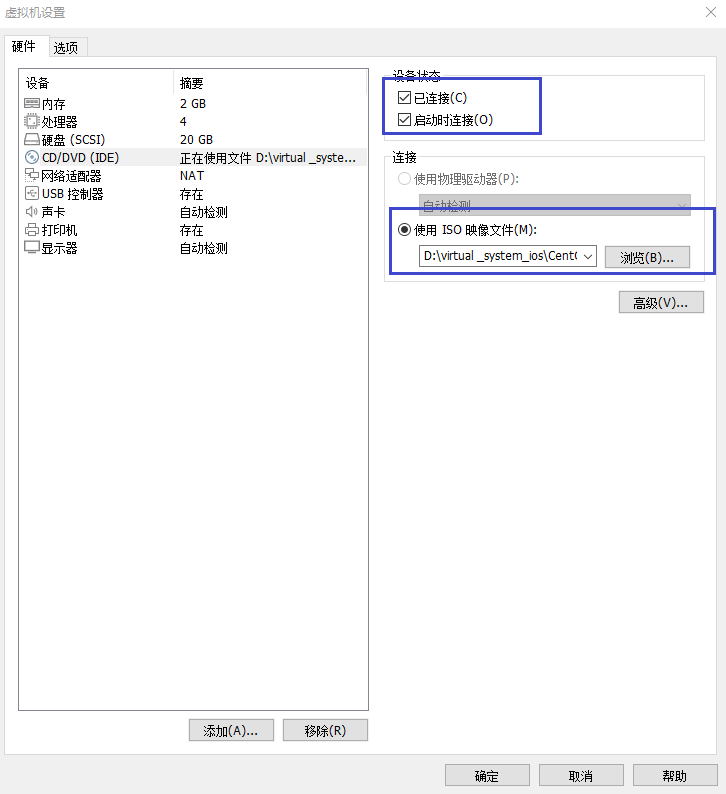 虚拟机设置
硬件 选项
设备 摘要
内存 2 GB
处理器 4
硬盘 (SCSI) 20 GB
CD/DVD (IDE) 正在使用文件 D:\virtual _syste...
网络适配器 NAT
USB 控制器 存在
声卡 自动检测
打印机 存在
显示器 自动检测
设备状态
已连接(C)
启动时连接(O)
连接
使用物理驱动器(P):
自动检测
使用 ISO 映像文件(M):
D:\virtual _system_ios\Cent 浏览(B)...
高级(V)...
添加(A)... 移除(R)
确定 取消 帮助